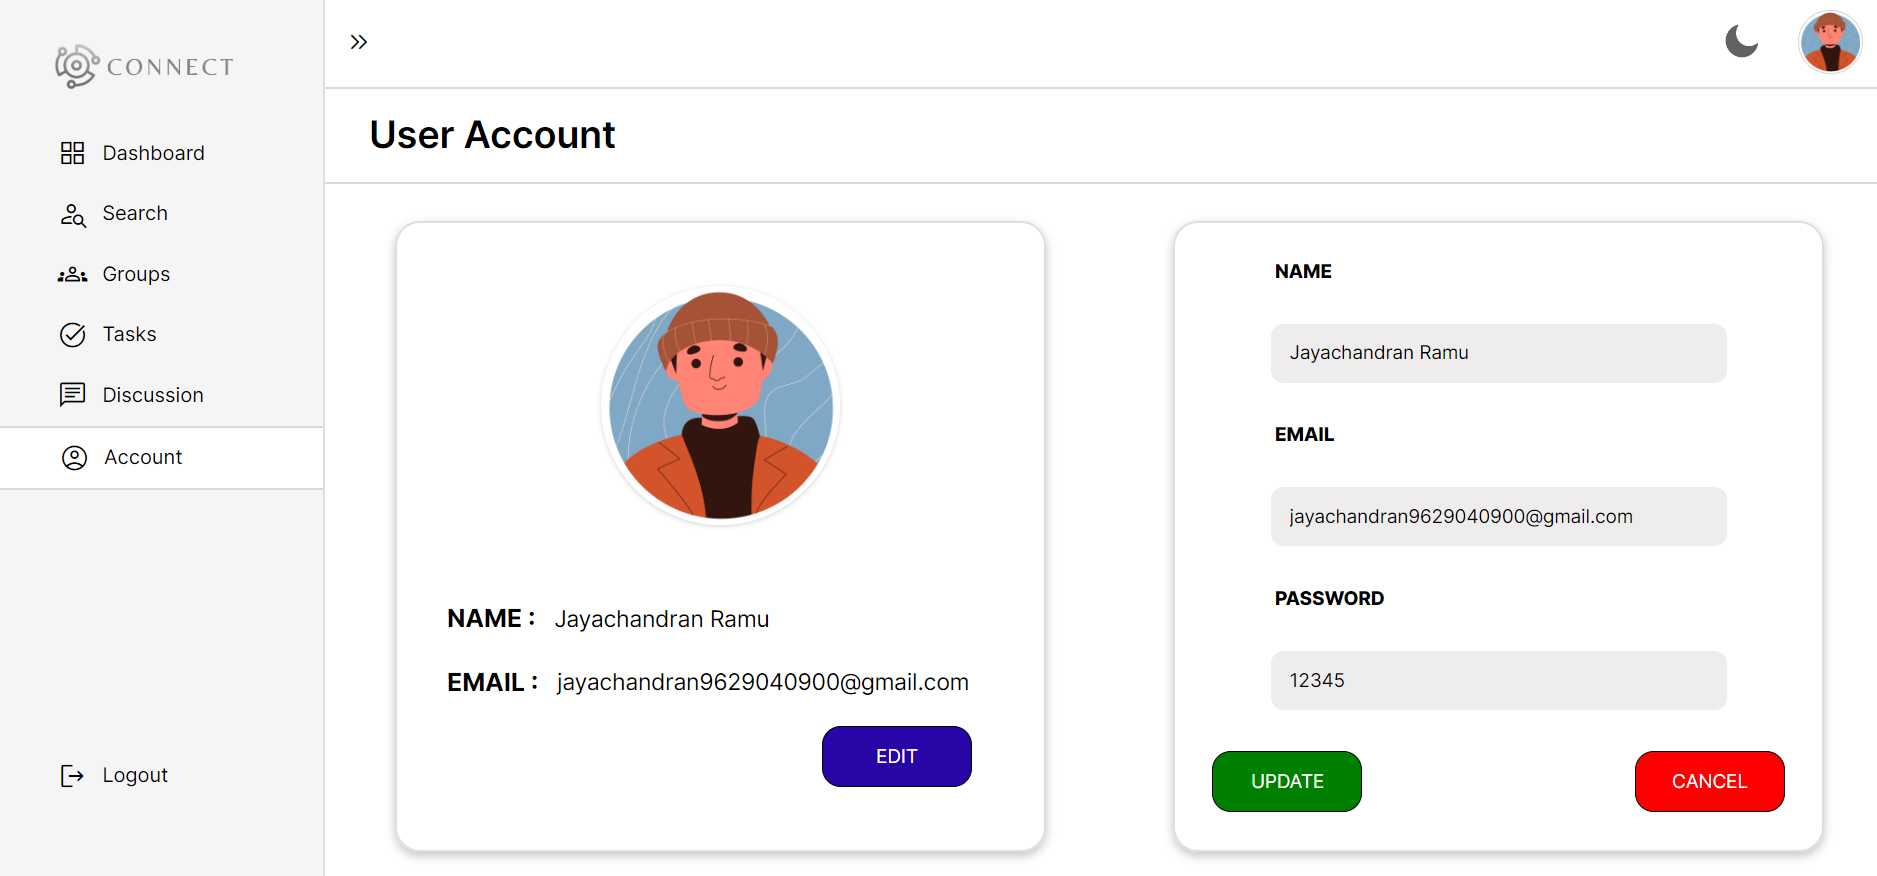 CONNECT
Dashboard
Search
Groups
Tasks
Discussion
Account
Logout
User Account
NAME : Jayachandran Ramu
EMAIL : jayachandran9629040900@gmail.com
EDIT
NAME
Jayachandran Ramu
EMAIL
jayachandran9629040900@gmail.com
PASSWORD
12345
UPDATE
CANCEL